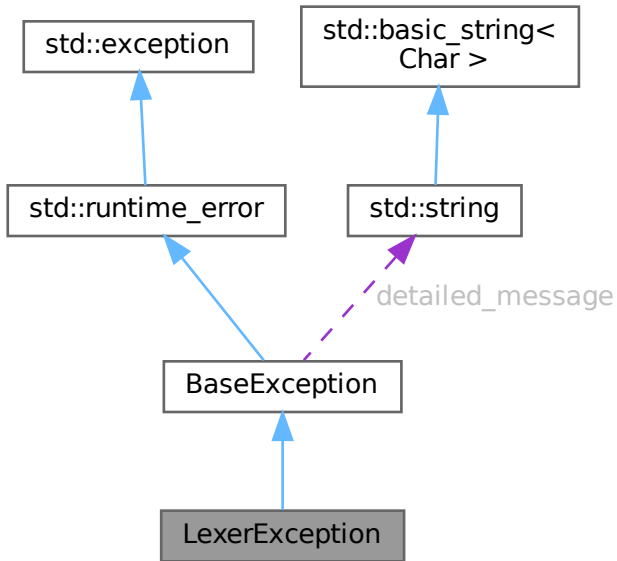 std::exception
std::basic_string<
Char >
std::runtime_error
std::string
detailed_message
BaseException
LexerException